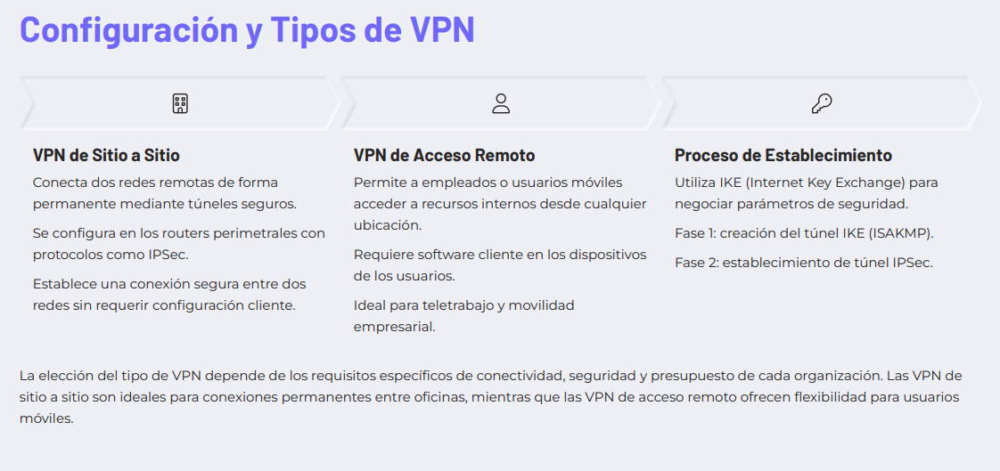 Configuración y Tipos de VPN
VPN de Sitio a Sitio
Conecta dos redes remotas de forma
permanente mediante túneles seguros.
Se configura en los routers perimetrales con
protocolos como IPSec.
Establece una conexión segura entre dos
redes sin requerir configuración cliente.
VPN de Acceso Remoto
Permite a empleados o usuarios móviles
acceder a recursos internos desde cualquier
ubicación.
Requiere software cliente en los dispositivos
de los usuarios.
Ideal para teletrabajo y movilidad
empresarial.
Proceso de Establecimiento
Utiliza IKE (Internet Key Exchange) para
negociar parámetros de seguridad.
Fase 1: creación del túnel IKE (ISAKMP).
Fase 2: establecimiento de túnel IPSec.
La elección del tipo de VPN depende de los requisitos específicos de conectividad, seguridad y presupuesto de cada organización. Las VPN de
sitio a sitio son ideales para conexiones permanentes entre oficinas, mientras que las VPN de acceso remoto ofrecen flexibilidad para usuarios
móviles.